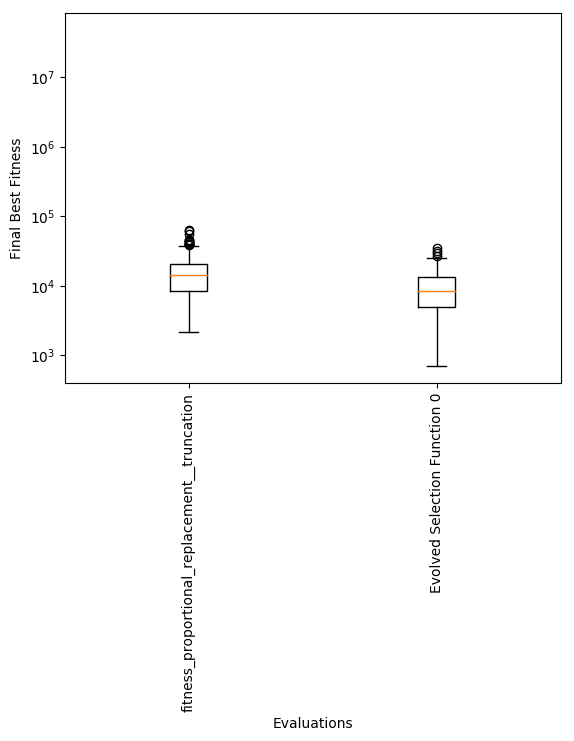 10⁷
10⁶
10⁵
10⁴
10³
Final Best Fitness
fitness_proportional_replacement__truncation
Evolved Selection Function 0
Evaluations